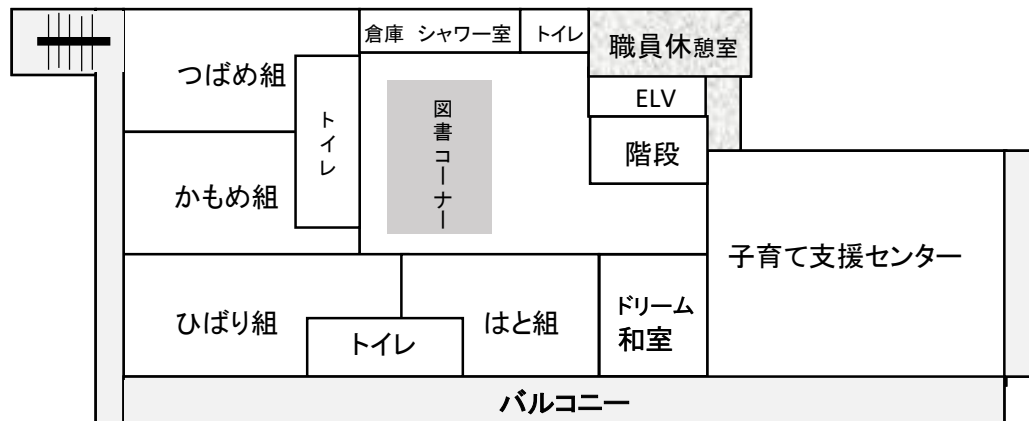 倉庫 シャワー室
トイレ
職員休憩室
つばめ組
ELV
トイレ
図書コーナー
階段
かもめ組
子育て支援センター
ひばり組
トイレ
はと組
ドリーム
和室
バルコニー